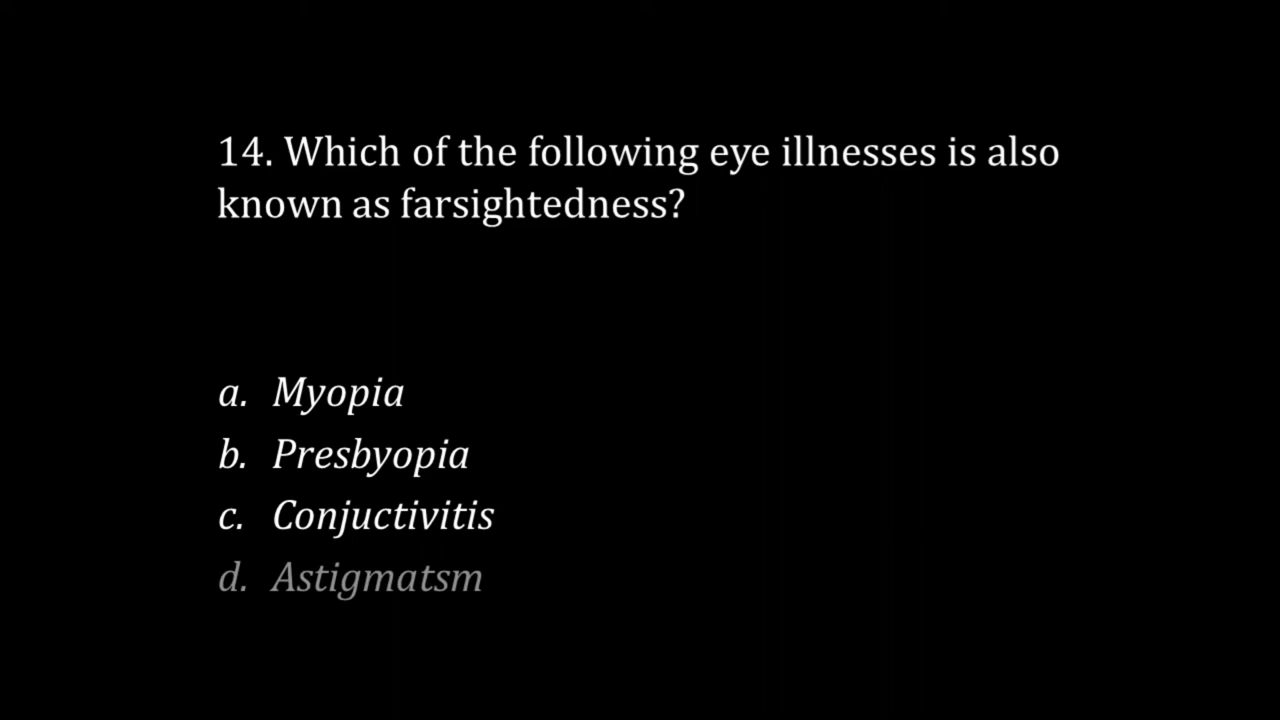 14. Which of the following eye illnesses is also
known as farsightedness?
a. Myopia
b. Presbyopia
c. Conjuctivitis
d. Astigmatsm